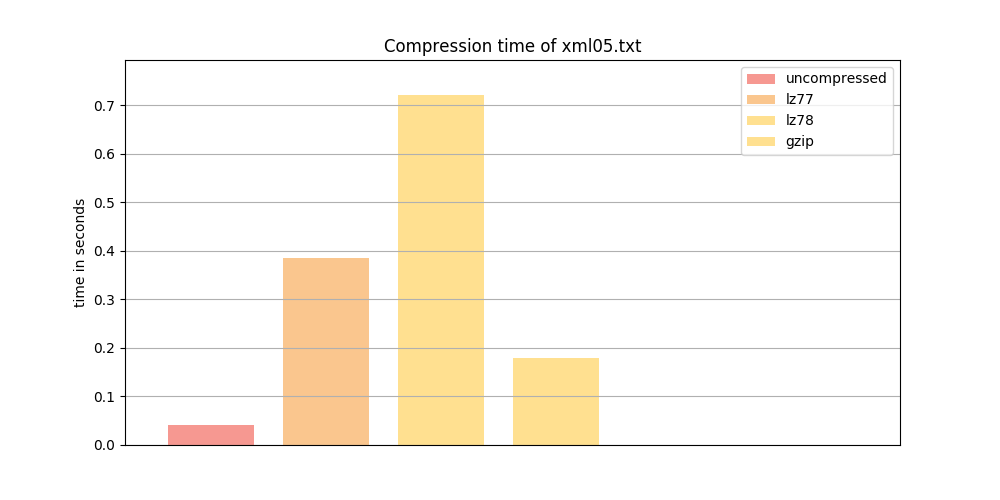 Compression time of xml05.txt
uncompressed
lz77
lz78
gzip
time in seconds
0.7
0.6
0.5
0.4
0.3
0.2
0.1
0.0